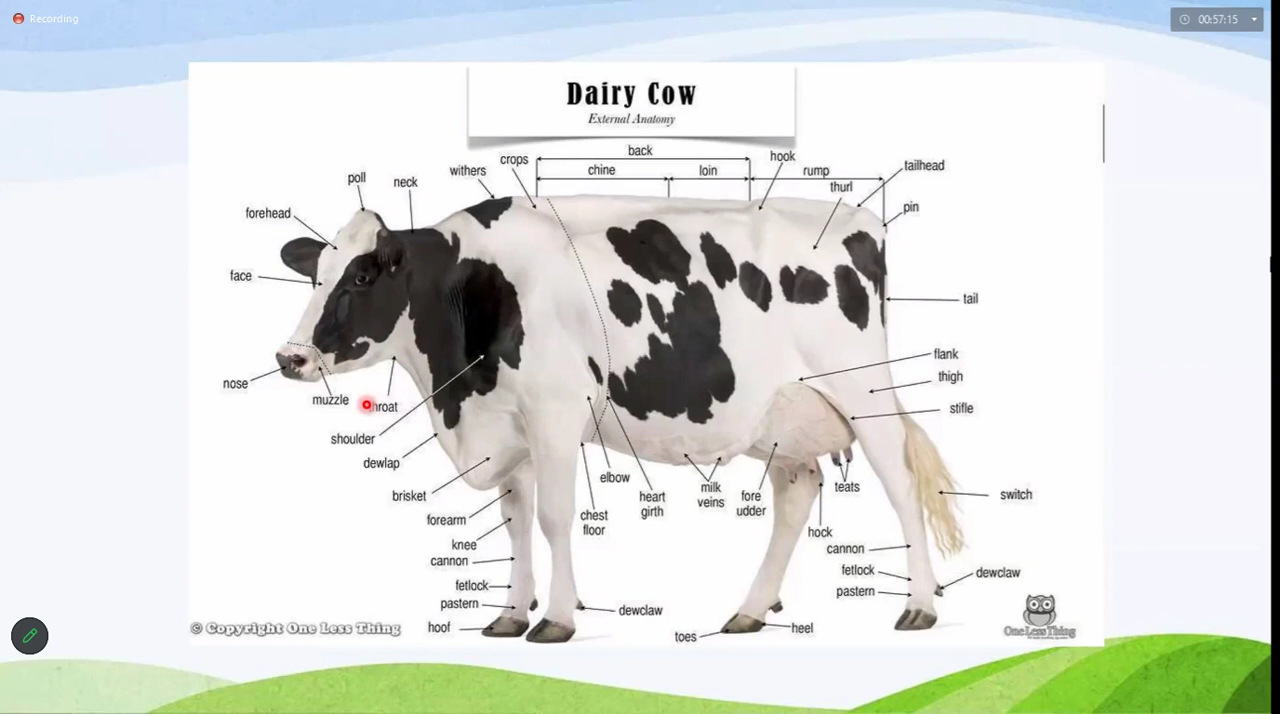 Recording
00:57:15
Dairy Cow
External Anatomy
back
crops
hook
withers
chine
loin
rump
tailhead
poll
neck
thurl
forehead
pin
face
tail
flank
nose
thigh
muzzle
hroat
stifle
shoulder
dewlap
elbow
milk
veins
fore
udder
teats
brisket
heart
girth
switch
chest
floor
forearm
hock
knee
cannon
cannon
fetlock
fetlock
dewclaw
pastern
pastern
dewclaw
hoof
toes
heel
© Copyright One Less Thing
One Less Thing